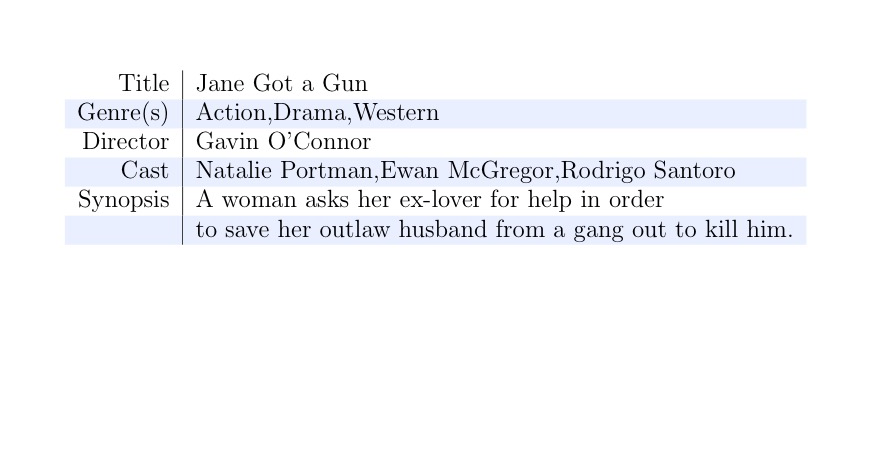 Title Jane Got a Gun
Genre(s) Action,Drama,Western
Director Gavin O'Connor
Cast Natalie Portman,Ewan McGregor,Rodrigo Santoro
Synopsis A woman asks her ex-lover for help in order
to save her outlaw husband from a gang out to kill him.